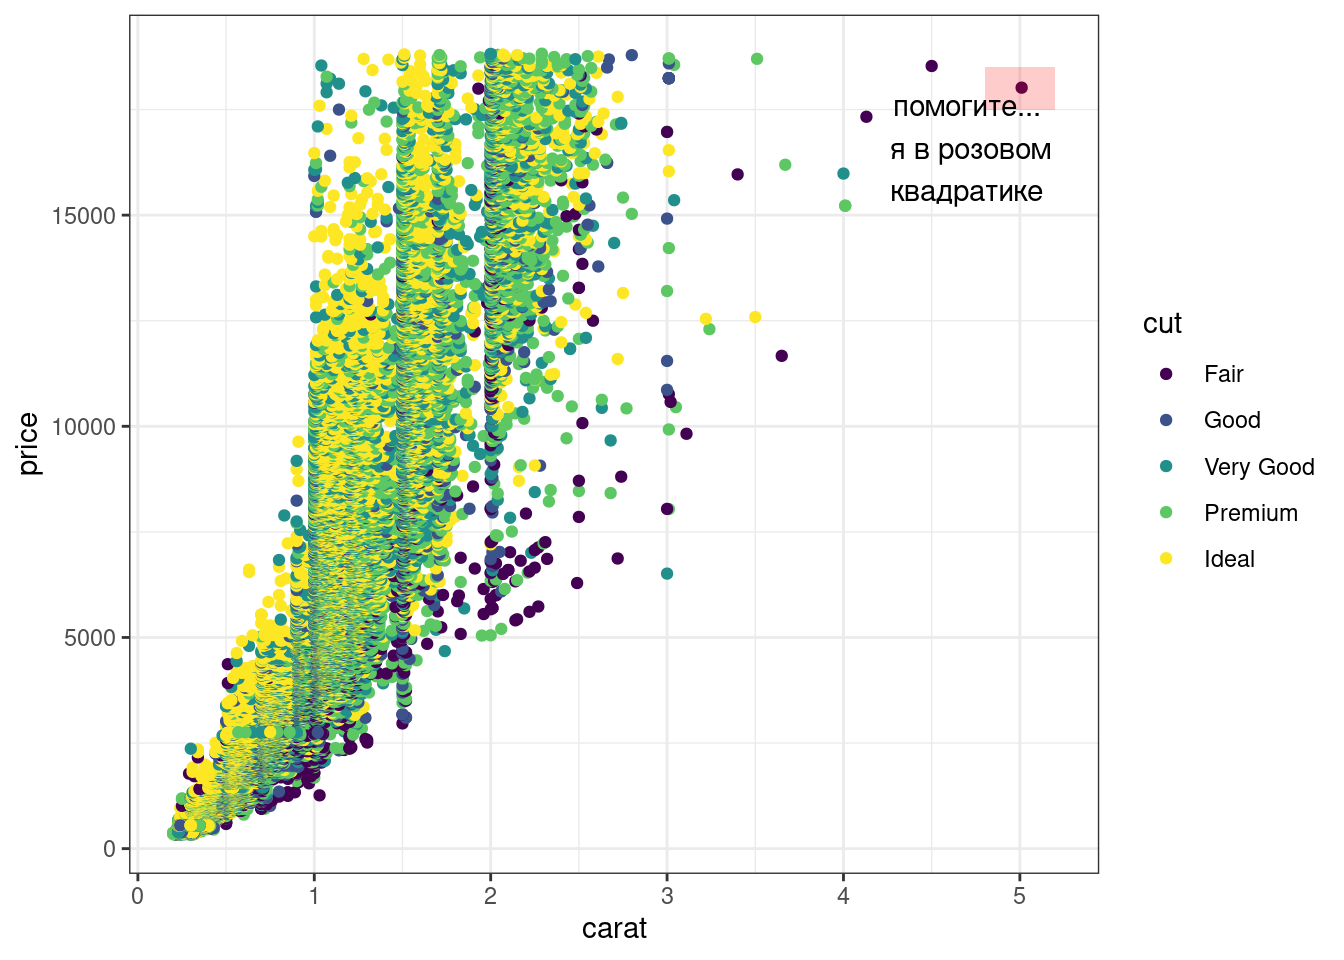 помогите...
я в розовом
квадратике
15000
10000
5000
0
price
0 1 2 3 4 5
carat
cut
Fair
Good
Very Good
Premium
Ideal